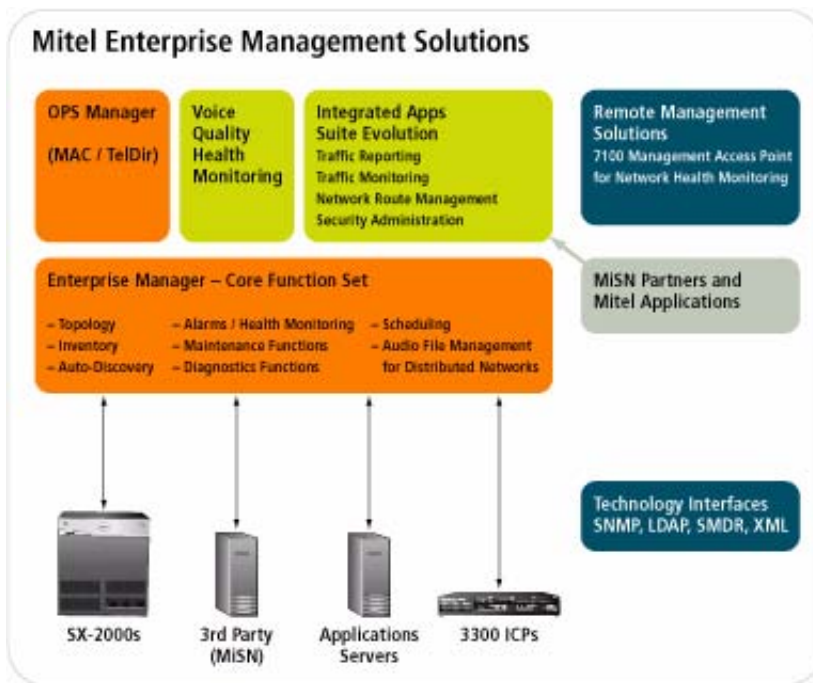 Mitel Enterprise Management Solutions
OPS Manager
(MAC / TelDir)
Voice
Quality
Health
Monitoring
Integrated Apps
Suite Evolution
Traffic Reporting
Traffic Monitoring
Network Route Management
Security Administration
Remote Management
Solutions
7100 Management Access Point
for Network Health Monitoring
Enterprise Manager – Core Function Set
– Topology
– Inventory
– Auto-Discovery
– Alarms / Health Monitoring
– Maintenance Functions
– Diagnostics Functions
– Scheduling
– Audio File Management
for Distributed Networks
MiSN Partners and
Mitel Applications
Technology Interfaces
SNMP, LDAP, SMDR, XML
SX-2000s
3rd Party
(MiSN)
Applications
Servers
3300 ICPs